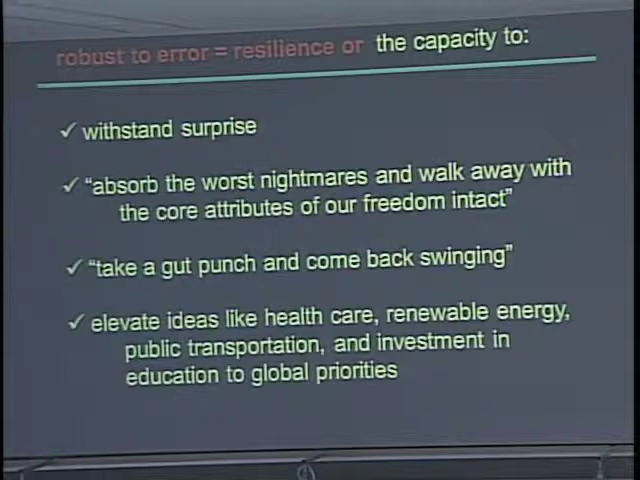 robust to error = resilience or the capacity to:
✓ withstand surprise
✓ "absorb the worst nightmares and walk away with
the core attributes of our freedom intact"
✓ "take a gut punch and come back swinging"
✓ elevate ideas like health care, renewable energy,
public transportation, and investment in
education to global priorities